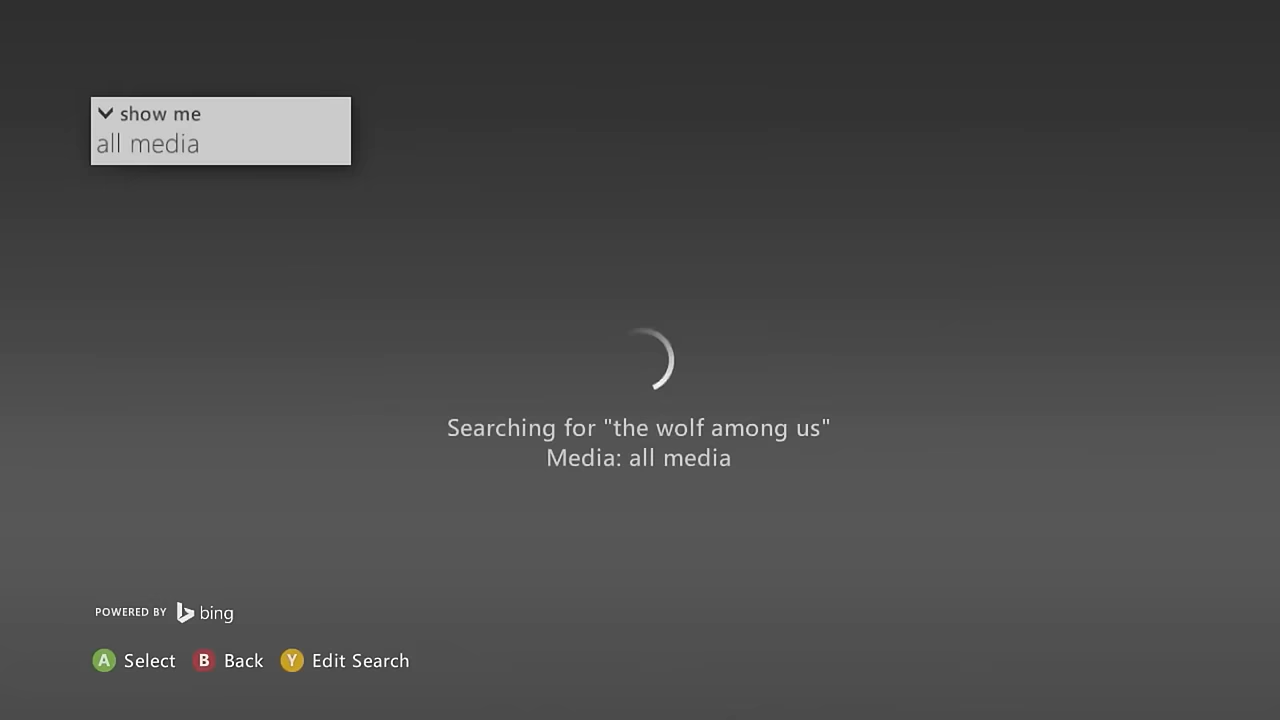 show me
all media
Searching for "the wolf among us"
Media: all media
POWERED BY bing
A Select B Back Y Edit Search